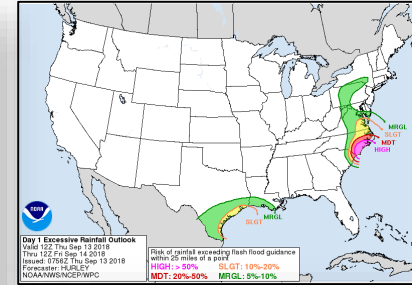 MRGL
SLGT
MDT
HIGH
MRGL
SLGT
NOAA
Day 1 Excessive Rainfall Outlook
Valid 12Z Thu Sep 13 2018
Thru 12Z Fri Sep 14 2018
Issued: 0756Z Thu Sep 13 2018
Forecaster: HURLEY
NOAA/NWS/NCEP/WPC
Risk of rainfall exceeding flash flood guidance
within 25 miles of a point
HIGH: > 50% SLGT: 10%-20%
MDT: 20%-50% MRGL: 5%-10%